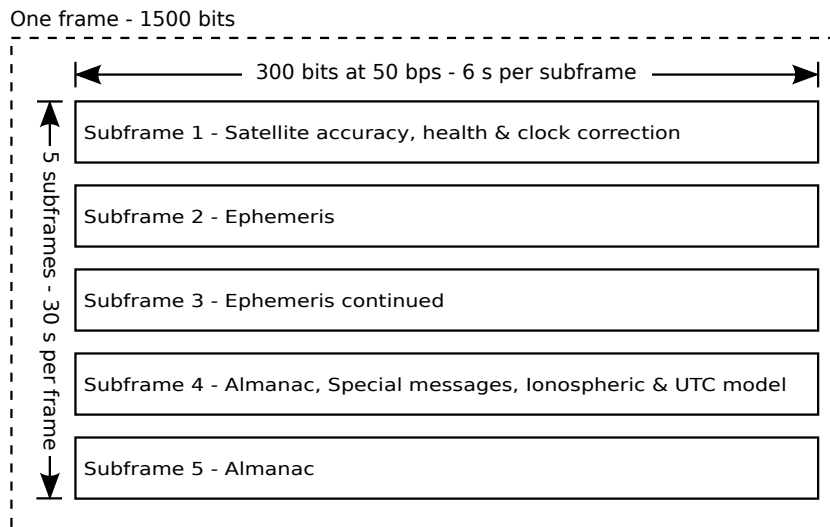 One frame - 1500 bits
300 bits at 50 bps - 6 s per subframe
5 subframes - 30 s per frame
Subframe 1 - Satellite accuracy, health & clock correction
Subframe 2 - Ephemeris
Subframe 3 - Ephemeris continued
Subframe 4 - Almanac, Special messages, Ionospheric & UTC model
Subframe 5 - Almanac